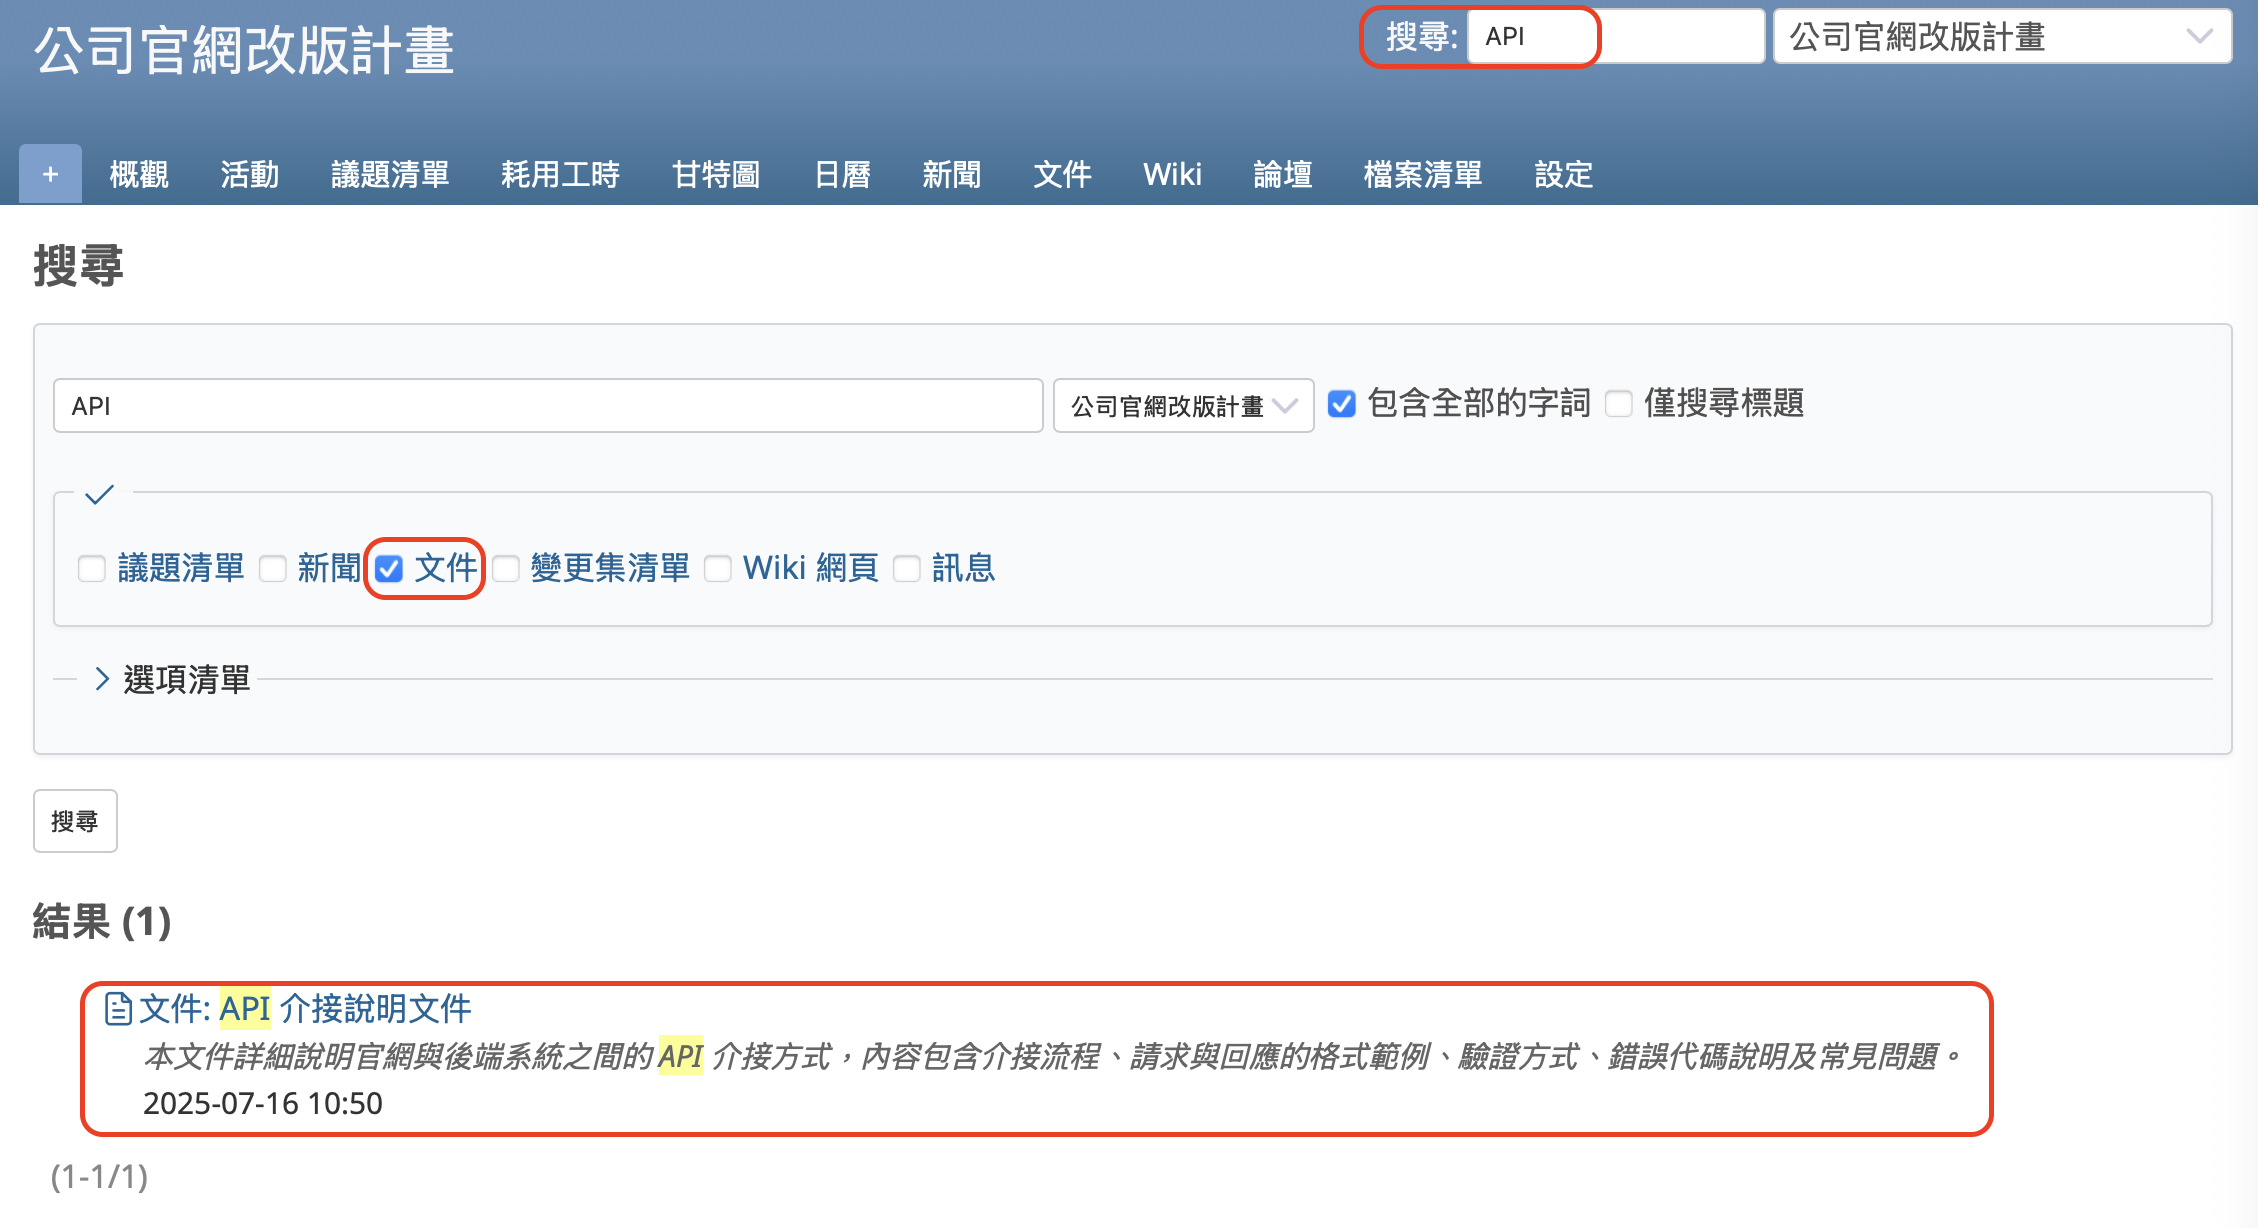 公司官網改版計畫
搜尋: API 公司官網改版計畫
+ 概觀 活動 議題清單 耗用工時 甘特圖 日曆 新聞 文件 Wiki 論壇 檔案清單 設定
搜尋
API 公司官網改版計畫 包含全部的字詞 僅搜尋標題
議題清單 新聞 文件 變更集清單 Wiki 網頁 訊息
選項清單
搜尋
結果 (1)
文件: API 介接說明文件
本文件詳細說明官網與後端系統之間的 API 介接方式，內容包含介接流程、請求與回應的格式範例、驗證方式、錯誤代碼說明及常見問題。
2025-07-16 10:50
(1-1/1)